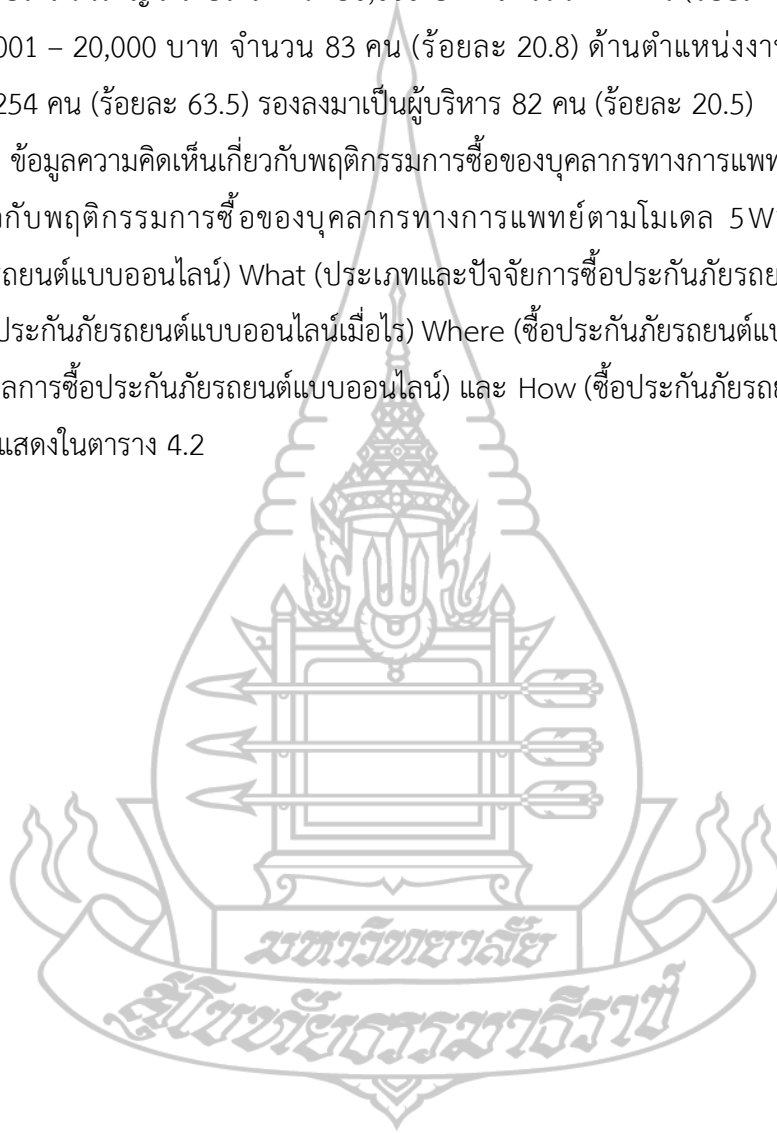 001 – 20,000 บาท จำนวน 83 คน (ร้อยละ 20.8) ด้านตำแหน่งงาน
254 คน (ร้อยละ 63.5) รองลงมาเป็นผู้บริหาร 82 คน (ร้อยละ 20.5)
ข้อมูลความคิดเห็นเกี่ยวกับพฤติกรรมการซื้อของบุคลากรทางการแพท
กับพฤติกรรมการซื้อของบุคลากรทางการแพทย์ตามโมเดล 5W
ถยนต์แบบออนไลน์) What (ประเภทและปัจจัยการซื้อประกันภัยรถย
ประกันภัยรถยนต์แบบออนไลน์เมื่อไร) Where (ซื้อประกันภัยรถยนต์แบ
ลการซื้อประกันภัยรถยนต์แบบออนไลน์) และ How (ซื้อประกันภัยรถย
แสดงในตาราง 4.2
มหาวิทยาลัย
สุโขทัยธรรมาธิราช